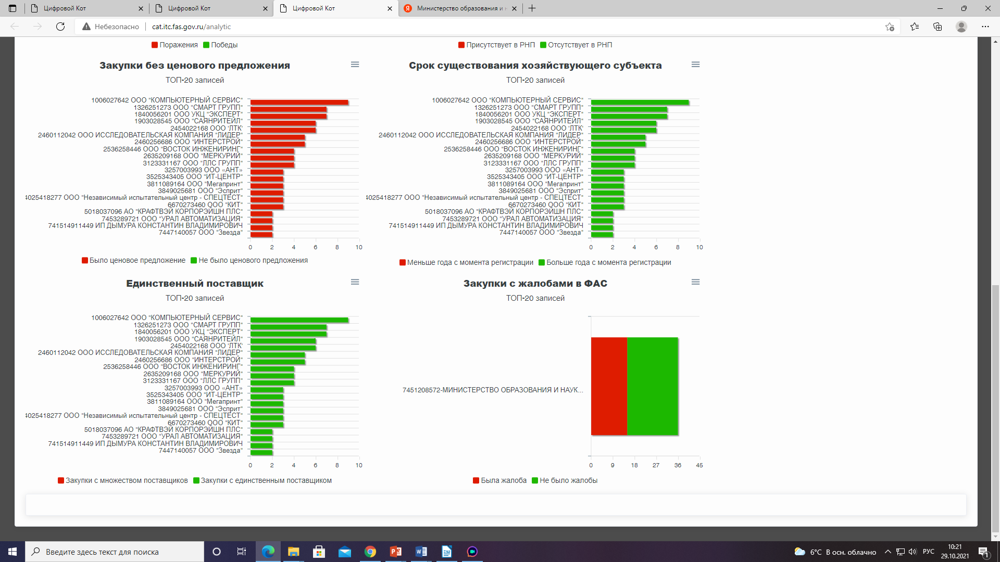 Цифровой Кот
Цифровой Кот
Цифровой Кот
Министерство образования и н
Небезопасно
cat.itc.fas.gov.ru/analytic
Поражения Победы
Присутствует в РНП Отсутствует в РНП
Закупки без ценового предложения
ТОП-20 записей
1006027642 ООО "КОМПЬЮТЕРНЫЙ СЕРВИС"
1326251273 ООО "СМАРТ ГРУПП"
1840056201 ООО УКЦ "ЭКСПЕРТ"
1903028545 ООО "САЯНРИТЕЙЛ"
2454022168 ООО 'ЛТК'
2460112042 ООО ИССЛЕДОВАТЕЛЬСКАЯ КОМПАНИЯ "ЛИДЕР"
2460256686 ООО "ИНТЕРСТРОЙ"
2536258446 ООО "ВОСТОК ИНЖЕНИРИНГ"
2635209168 ООО "МЕРКУРИЙ"
3123331167 ООО "ЛЛС ГРУПП"
3257003993 ООО «АНТ»
3525343405 ООО "ИТ-ЦЕНТР"
3811089164 ООО "Мегапринт"
3849025681 ООО "Эсприт"
4025418277 ООО "Независимый испытательный центр - СПЕЦТЕСТ"
6670273460 ООО "КИТ"
5018037096 АО "КРАФТВЭЙ КОРПОРЭЙШН ПЛС"
7453289721 ООО "УРАЛ АВТОМАТИЗАЦИЯ"
741514911449 ИП ДЫМУРА КОНСТАНТИН ВЛАДИМИРОВИЧ
7447140057 ООО "Звезда"
0 2 4 6 8 10
Было ценовое предложение Не было ценового предложения
Срок существования хозяйствующего субъекта
ТОП-20 записей
1006027642 ООО "КОМПЬЮТЕРНЫЙ СЕРВИС"
1326251273 ООО "СМАРТ ГРУПП"
1840056201 ООО УКЦ "ЭКСПЕРТ"
1903028545 ООО "САЯНРИТЕЙЛ"
2454022168 ООО 'ЛТК'
2460112042 ООО ИССЛЕДОВАТЕЛЬСКАЯ КОМПАНИЯ "ЛИДЕР"
2460256686 ООО "ИНТЕРСТРОЙ"
2536258446 ООО "ВОСТОК ИНЖЕНИРИНГ"
2635209168 ООО "МЕРКУРИЙ"
3123331167 ООО "ЛЛС ГРУПП"
3257003993 ООО «АНТ»
3525343405 ООО "ИТ-ЦЕНТР"
3811089164 ООО "Мегапринт"
3849025681 ООО "Эсприт"
4025418277 ООО "Независимый испытательный центр - СПЕЦТЕСТ"
6670273460 ООО "КИТ"
5018037096 АО "КРАФТВЭЙ КОРПОРЭЙШН ПЛС"
7453289721 ООО "УРАЛ АВТОМАТИЗАЦИЯ"
741514911449 ИП ДЫМУРА КОНСТАНТИН ВЛАДИМИРОВИЧ
7447140057 ООО "Звезда"
0 2 4 6 8 10
Меньше года с момента регистрации Больше года с момента регистрации
Единственный поставщик
ТОП-20 записей
1006027642 ООО "КОМПЬЮТЕРНЫЙ СЕРВИС"
1326251273 ООО "СМАРТ ГРУПП"
1840056201 ООО УКЦ "ЭКСПЕРТ"
1903028545 ООО "САЯНРИТЕЙЛ"
2454022168 ООО 'ЛТК'
2460112042 ООО ИССЛЕДОВАТЕЛЬСКАЯ КОМПАНИЯ "ЛИДЕР"
2460256686 ООО "ИНТЕРСТРОЙ"
2536258446 ООО "ВОСТОК ИНЖЕНИРИНГ"
2635209168 ООО "МЕРКУРИЙ"
3123331167 ООО "ЛЛС ГРУПП"
3257003993 ООО «АНТ»
3525343405 ООО "ИТ-ЦЕНТР"
3811089164 ООО "Мегапринт"
3849025681 ООО "Эсприт"
4025418277 ООО "Независимый испытательный центр - СПЕЦТЕСТ"
6670273460 ООО "КИТ"
5018037096 АО "КРАФТВЭЙ КОРПОРЭЙШН ПЛС"
7453289721 ООО "УРАЛ АВТОМАТИЗАЦИЯ"
741514911449 ИП ДЫМУРА КОНСТАНТИН ВЛАДИМИРОВИЧ
7447140057 ООО "Звезда"
0 2 4 6 8 10
Закупки с множеством поставщиков Закупки с единственным поставщиком
Закупки с жалобами в ФАС
ТОП-20 записей
7451208572-МИНИСТЕРСТВО ОБРАЗОВАНИЯ И НАУК...
0 9 18 27 36 45
Была жалоба Не было жалобы
Введите здесь текст для поиска
6°C В осн. облачно
РУС
10:21
29.10.2021
1